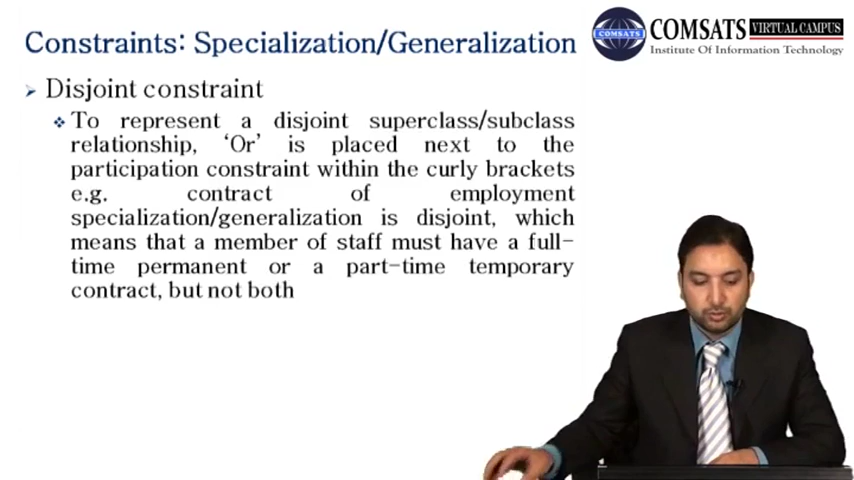 Constraints: Specialization/Generalization
COMSATS
COMSATS VIRTUAL CAMPUS
Institute Of Information Technology
Disjoint constraint
To represent a disjoint superclass/subclass
relationship, ‘Or’ is placed next to the
participation constraint within the curly brackets
e.g. contract of employment
specialization/generalization is disjoint, which
means that a member of staff must have a full-
time permanent or a part-time temporary
contract, but not both